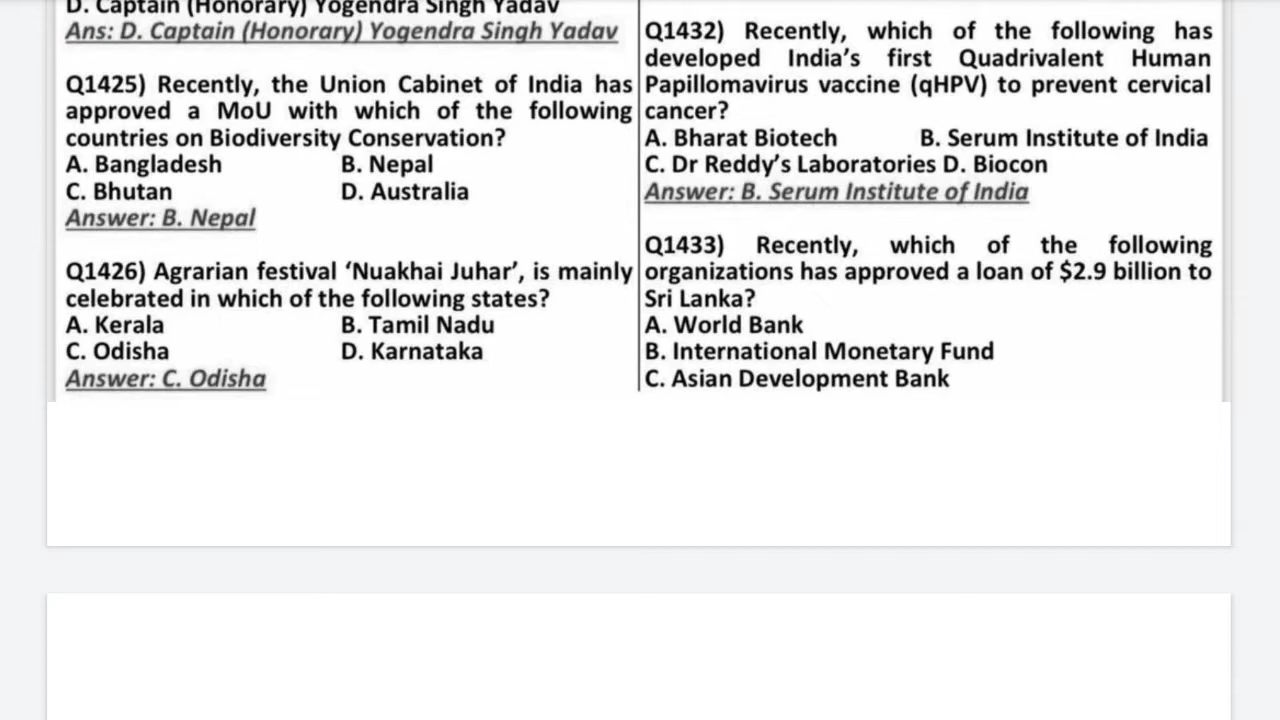 D. Captain (Honorary) Yogendra Singh Yadav
Ans: D. Captain (Honorary) Yogendra Singh Yadav
Q1425) Recently, the Union Cabinet of India has
approved a MoU with which of the following
countries on Biodiversity Conservation?
A. Bangladesh B. Nepal
C. Bhutan D. Australia
Answer: B. Nepal
Q1426) Agrarian festival ‘Nuakhai Juhar’, is mainly
celebrated in which of the following states?
A. Kerala B. Tamil Nadu
C. Odisha D. Karnataka
Answer: C. Odisha
Q1432) Recently, which of the following has
developed India’s first Quadrivalent Human
Papillomavirus vaccine (qHPV) to prevent cervical
cancer?
A. Bharat Biotech B. Serum Institute of India
C. Dr Reddy’s Laboratories D. Biocon
Answer: B. Serum Institute of India
Q1433) Recently, which of the following
organizations has approved a loan of $2.9 billion to
Sri Lanka?
A. World Bank
B. International Monetary Fund
C. Asian Development Bank